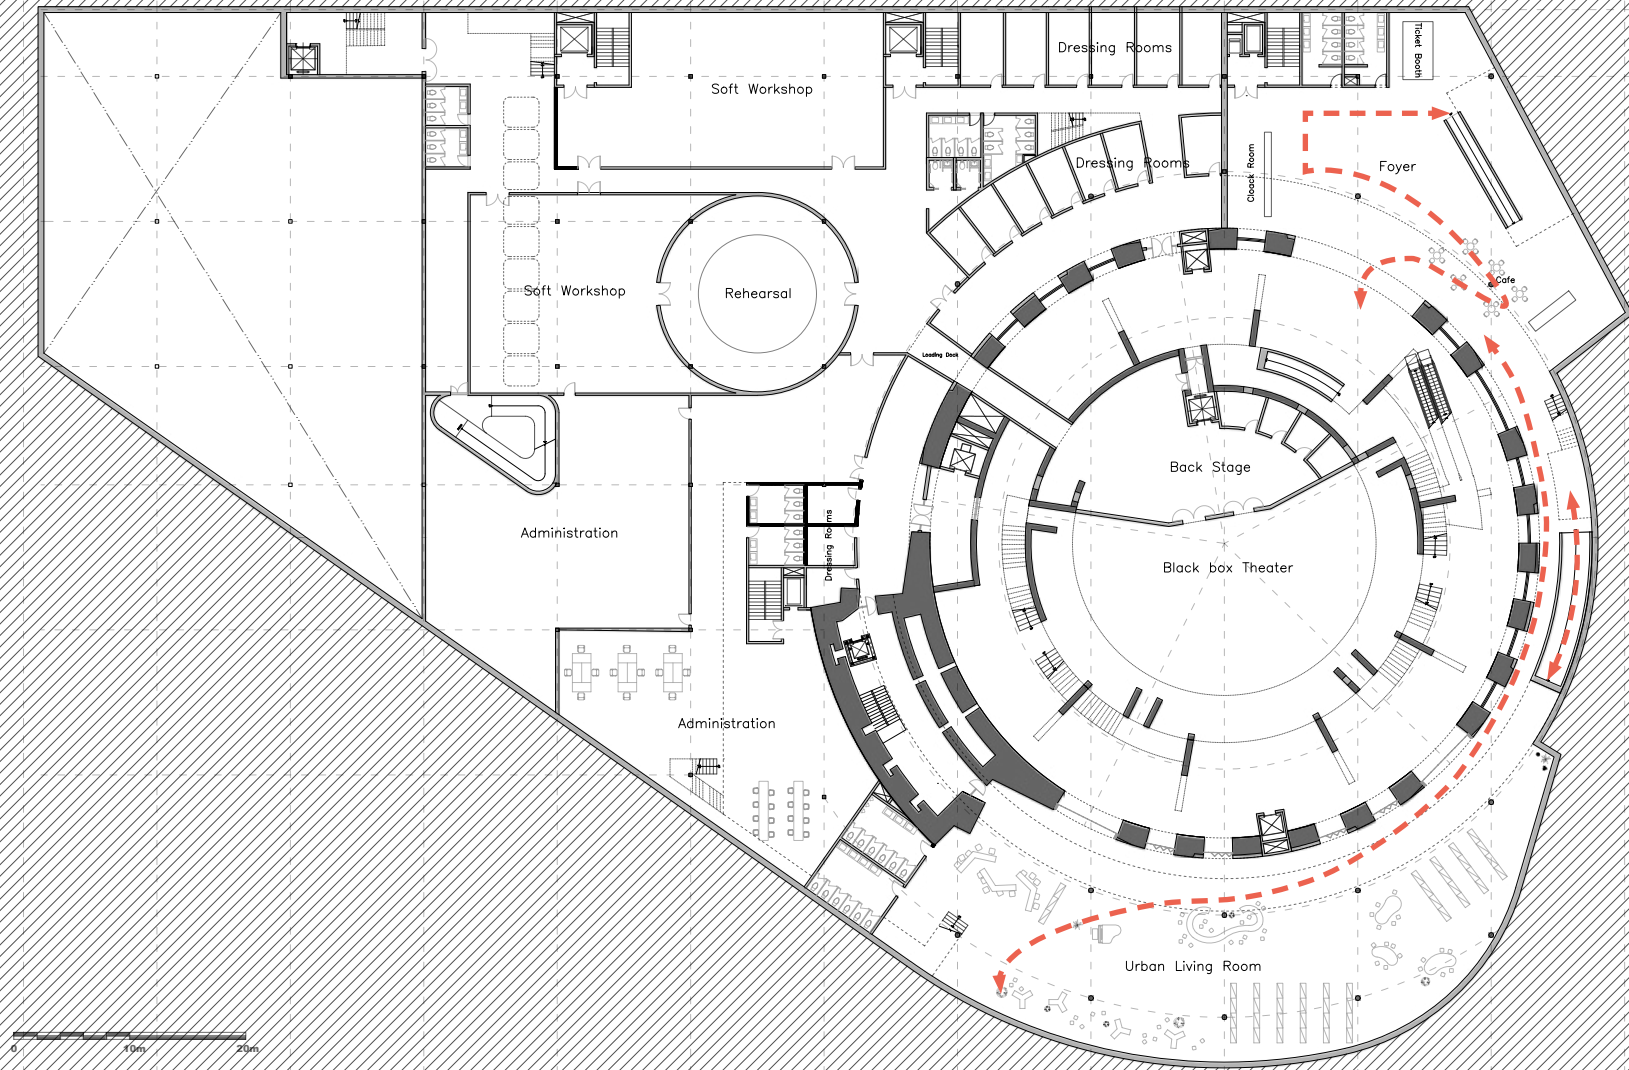 Dressing Rooms
Ticket Booth
Soft Workshop
Dressing Rooms
Cloack Room
Foyer
Cafe
Soft Workshop
Rehearsal
Loading Dock
Back Stage
Administration
Dressing Rooms
Black box Theater
Administration
Urban Living Room
0 10m 20m